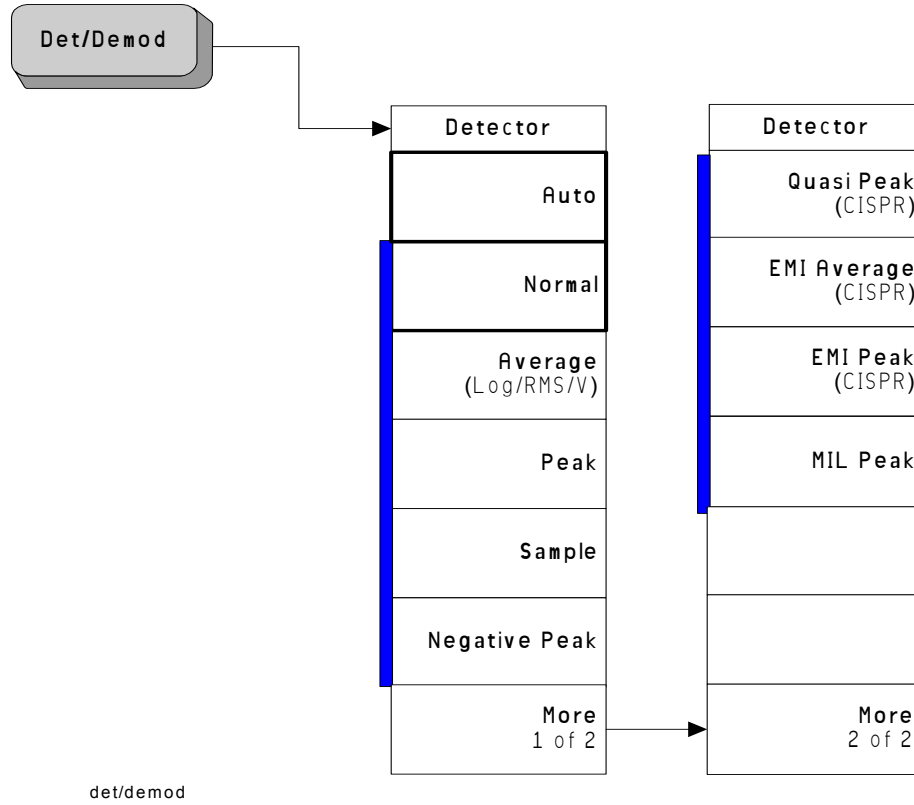 Det/Demod
Detector
Auto
Normal
Average
(Log/RMS/V)
Peak
Sample
Negative Peak
More
1 of 2
Detector
Quasi Peak
(CISPR)
EMI Average
(CISPR)
EMI Peak
(CISPR)
MIL Peak
More
2 of 2
det/demod